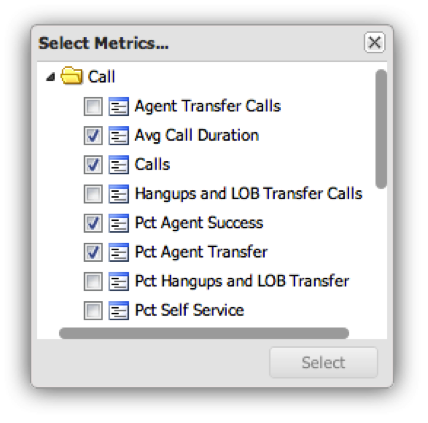 Select Metrics...
Call
Agent Transfer Calls
Avg Call Duration
Calls
Hangups and LOB Transfer Calls
Pct Agent Success
Pct Agent Transfer
Pct Hangups and LOB Transfer
Pct Self Service
Select